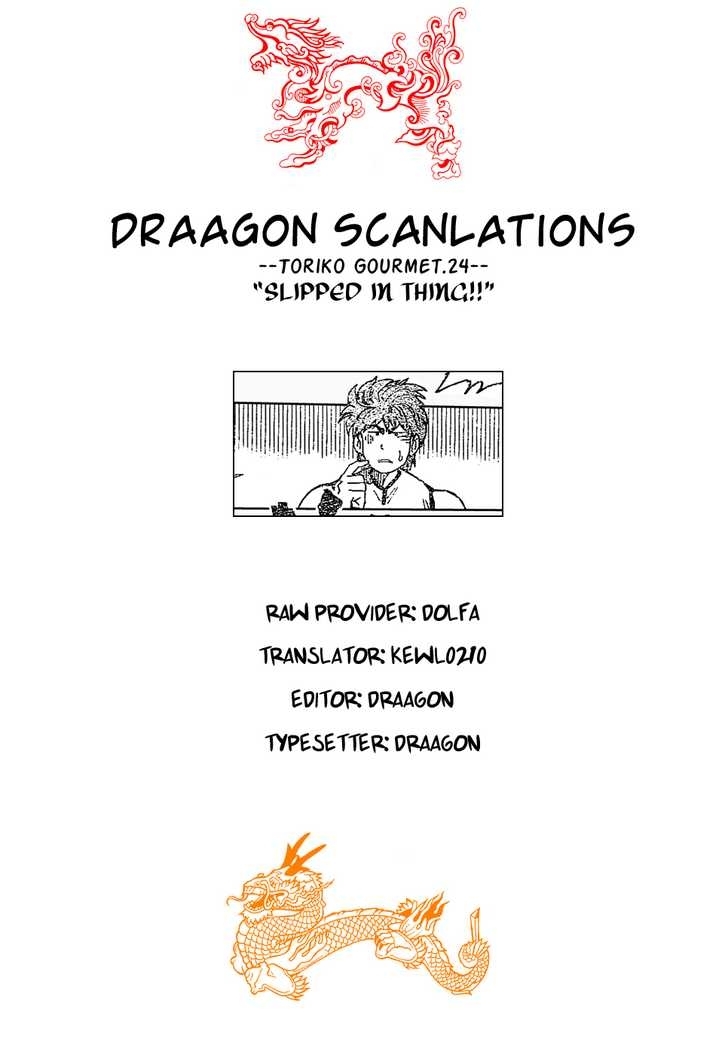 DRAAGON SCANLATIONS
--TORIKO GOURMET.24--
"SLIPPED IN THING!!"
RAW PROVIDER: DOLFA
TRANSLATOR: KEWL0210
EDITOR: DRAAGON
TYPESETTER: DRAAGON